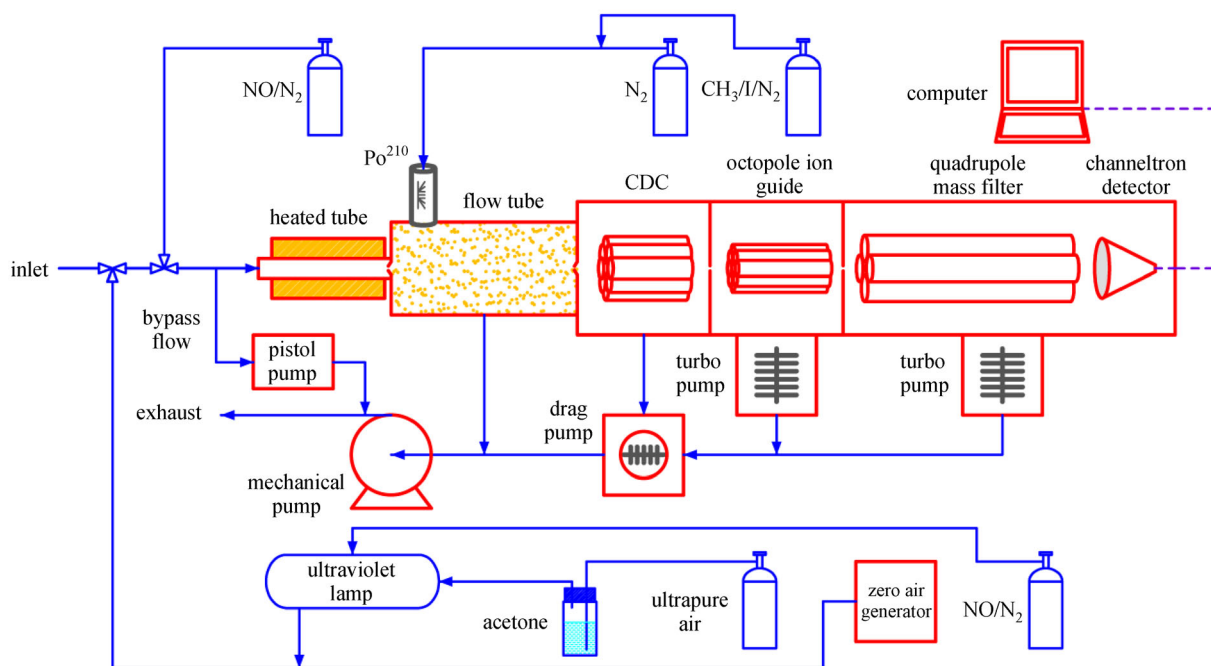 NO/N2
N2
CH3/I/N2
computer
Po210
octopole ion
guide
quadrupole
mass filter
channeltron
detector
CDC
flow tube
heated tube
inlet
bypass
flow
pistol
pump
turbo
pump
turbo
pump
exhaust
drag
pump
mechanical
pump
ultraviolet
lamp
acetone
ultrapure
air
zero air
generator
NO/N2